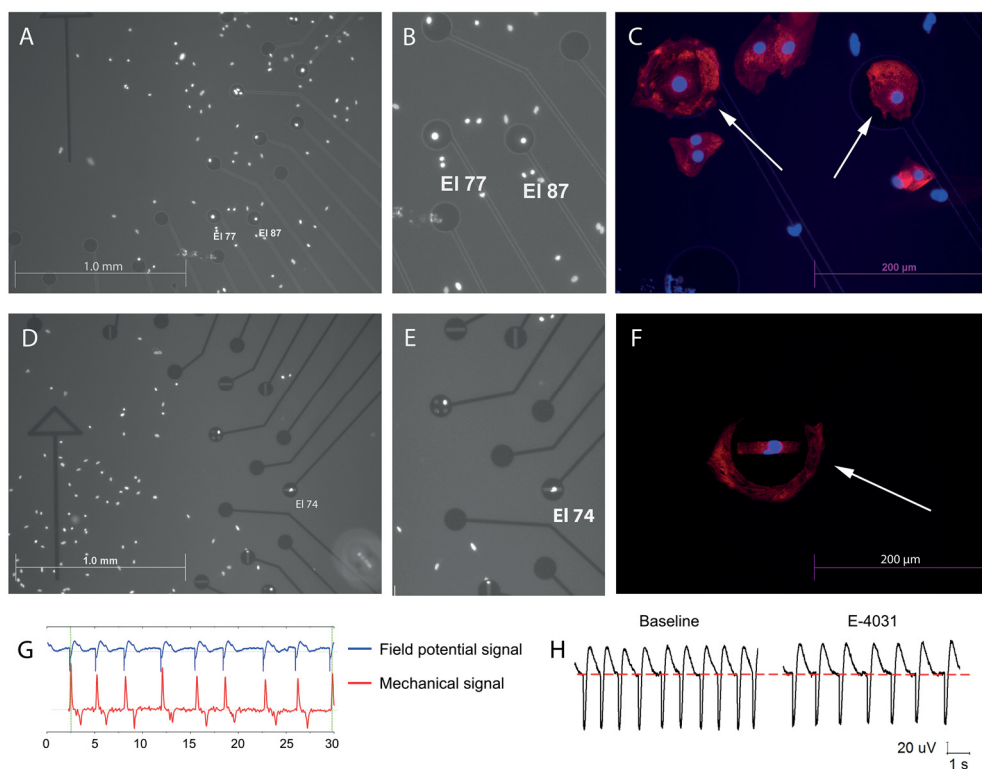 A
El 77
El 87
1.0 mm
B
El 77
El 87
C
200 µm
D
El 74
1.0 mm
E
El 74
F
200 µm
G
Field potential signal
Mechanical signal
0 5 10 15 20 25 30
H
Baseline
E-4031
20 uV
1 s